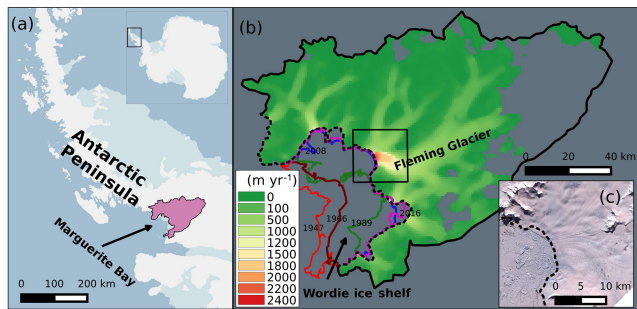 (a)
Antarctic
Peninsula
Marguerite Bay
0 100 200 km
(b)
2008
Fleming Glacier
1947
1966
1989
2016
Wordie ice shelf
(m yr⁻¹)
0
100
500
1000
1200
1500
1800
2000
2200
2400
0 20 40 km
(c)
0 5 10 km